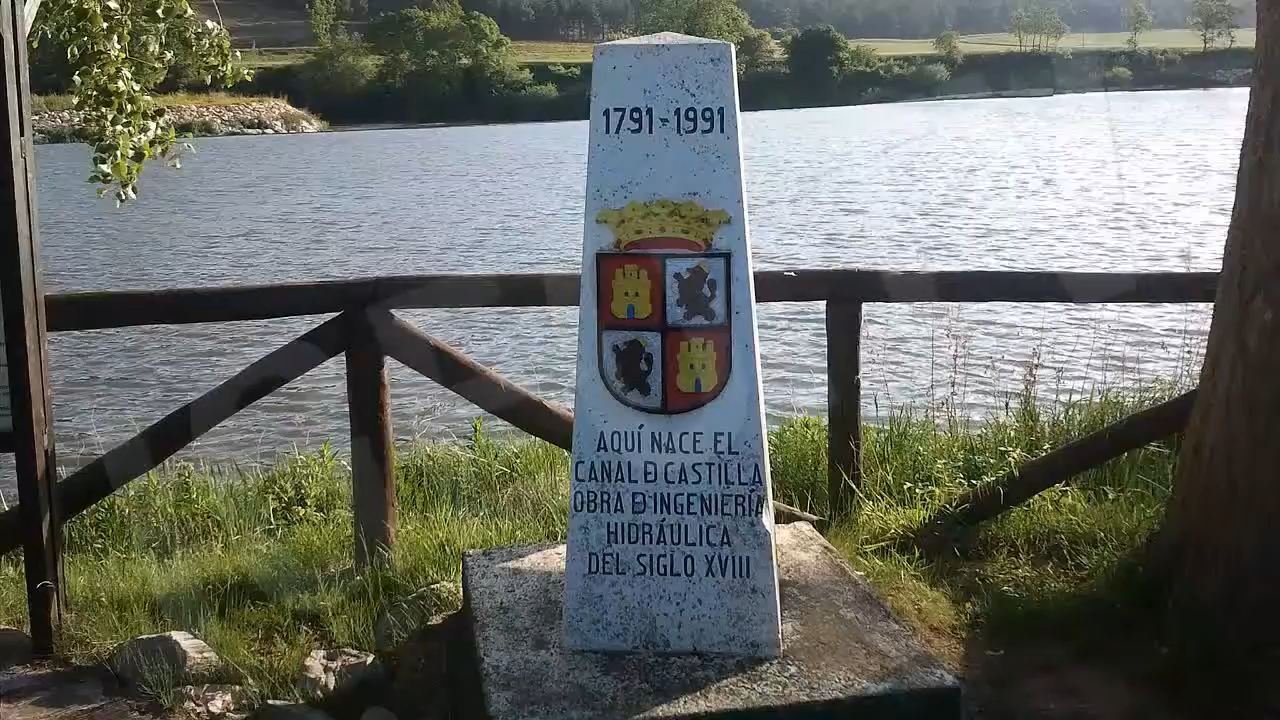 1791-1991
AQUÍ NACE EL
CANAL D CASTILLA
OBRA D INGENIERÍA
HIDRÁULICA
DEL SIGLO XVIII